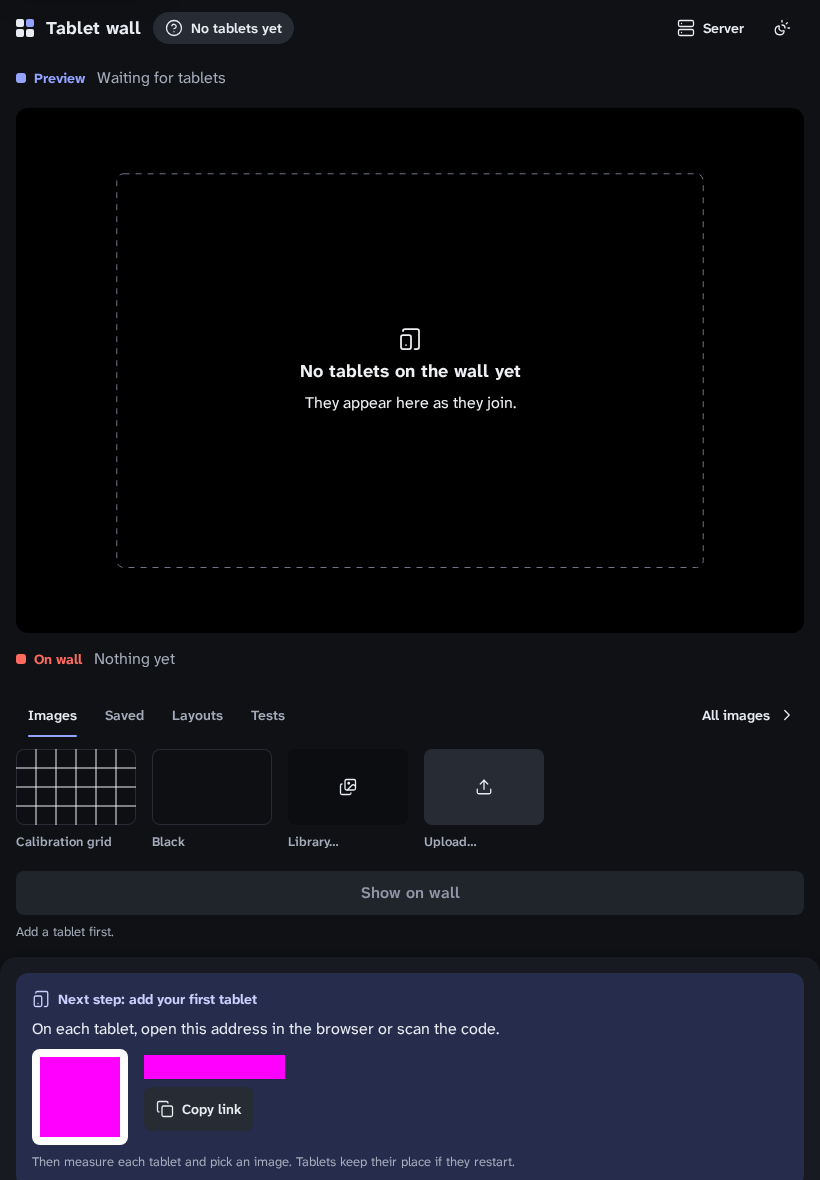 Tablet wall
No tablets yet
Server
Preview
Waiting for tablets
No tablets on the wall yet
They appear here as they join.
On wall
Nothing yet
Images
Saved
Layouts
Tests
All images
Calibration grid
Black
Library...
Upload...
Show on wall
Add a tablet first.
Next step: add your first tablet
On each tablet, open this address in the browser or scan the code.
Copy link
Then measure each tablet and pick an image. Tablets keep their place if they restart.